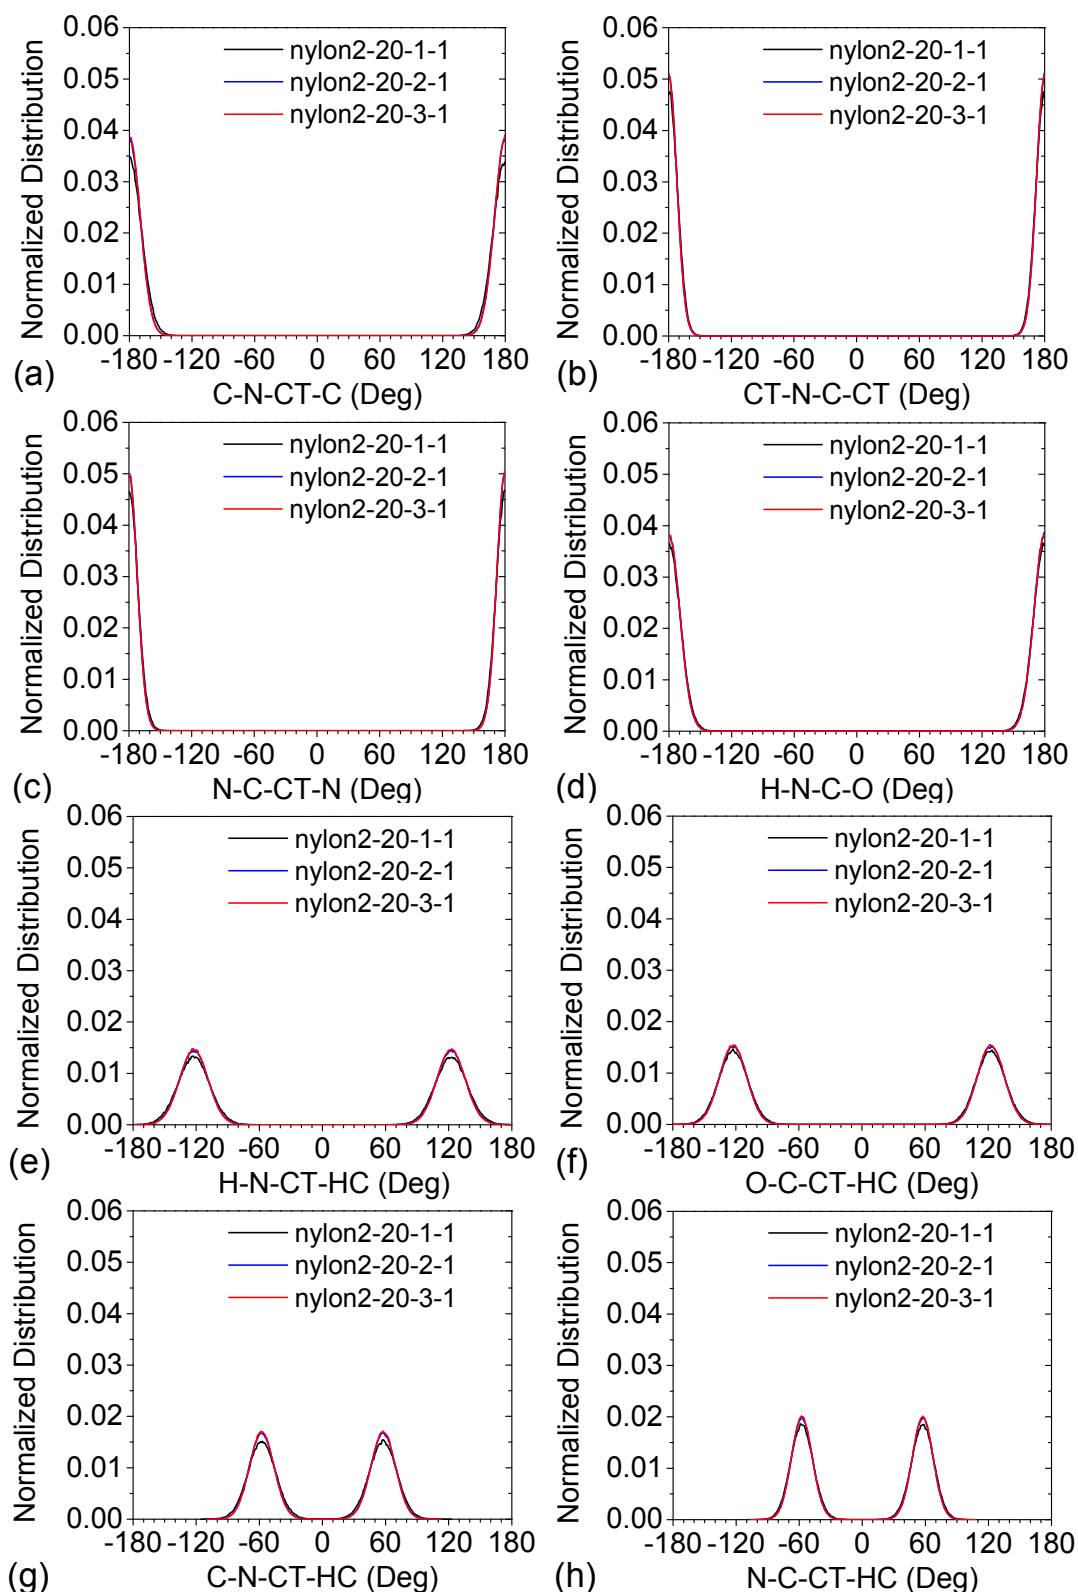 0.06
0.05
0.04
0.03
0.02
0.01
0.00
Normalized Distribution
nylon2-20-1-1
nylon2-20-2-1
nylon2-20-3-1
-180 -120 -60 0 60 120 180
(a) C-N-CT-C (Deg)
0.06
0.05
0.04
0.03
0.02
0.01
0.00
Normalized Distribution
nylon2-20-1-1
nylon2-20-2-1
nylon2-20-3-1
-180 -120 -60 0 60 120 180
(b) CT-N-C-CT (Deg)
0.06
0.05
0.04
0.03
0.02
0.01
0.00
Normalized Distribution
nylon2-20-1-1
nylon2-20-2-1
nylon2-20-3-1
-180 -120 -60 0 60 120 180
(c) N-C-CT-N (Deg)
0.06
0.05
0.04
0.03
0.02
0.01
0.00
Normalized Distribution
nylon2-20-1-1
nylon2-20-2-1
nylon2-20-3-1
-180 -120 -60 0 60 120 180
(d) H-N-C-O (Deg)
0.06
0.05
0.04
0.03
0.02
0.01
0.00
Normalized Distribution
nylon2-20-1-1
nylon2-20-2-1
nylon2-20-3-1
-180 -120 -60 0 60 120 180
(e) H-N-CT-HC (Deg)
0.06
0.05
0.04
0.03
0.02
0.01
0.00
Normalized Distribution
nylon2-20-1-1
nylon2-20-2-1
nylon2-20-3-1
-180 -120 -60 0 60 120 180
(f) O-C-CT-HC (Deg)
0.06
0.05
0.04
0.03
0.02
0.01
0.00
Normalized Distribution
nylon2-20-1-1
nylon2-20-2-1
nylon2-20-3-1
-180 -120 -60 0 60 120 180
(g) C-N-CT-HC (Deg)
0.06
0.05
0.04
0.03
0.02
0.01
0.00
Normalized Distribution
nylon2-20-1-1
nylon2-20-2-1
nylon2-20-3-1
-180 -120 -60 0 60 120 180
(h) N-C-CT-HC (Deg)